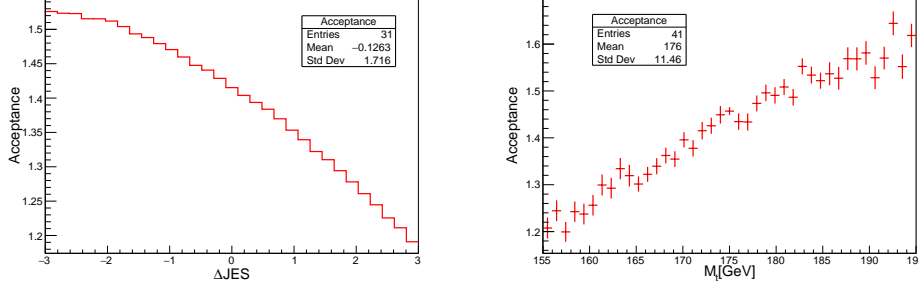 Acceptance
Entries 31
Mean −0.1263
Std Dev 1.716
Acceptance
1.5
1.45
1.4
1.35
1.3
1.25
1.2
−3 −2 −1 0 1 2 3
ΔJES
Acceptance
Entries 41
Mean 176
Std Dev 11.46
Acceptance
1.6
1.5
1.4
1.3
1.2
155 160 165 170 175 180 185 190 19
M_t[GeV]